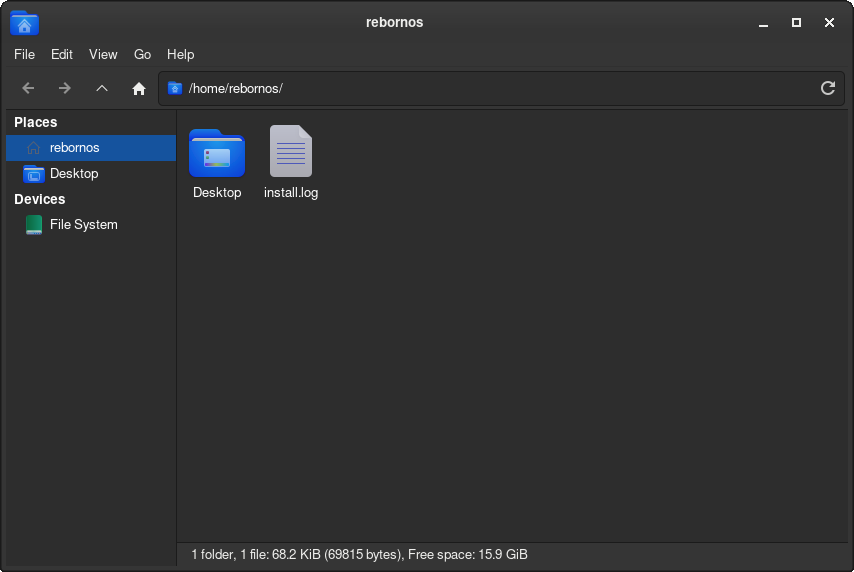 rebornos
File Edit View Go Help
/home/rebornos/
Places
rebornos
Desktop
Devices
File System
Desktop install.log
1 folder, 1 file: 68.2 KiB (69815 bytes), Free space: 15.9 GiB